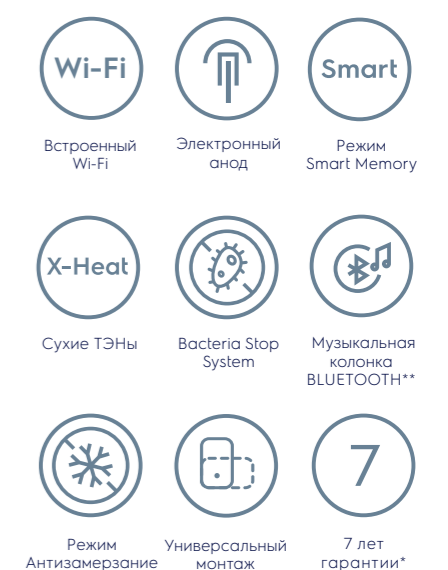 Wi-Fi
Встроенный
Wi-Fi
Электронный
анод
Smart
Режим
Smart Memory
X-Heat
Сухие ТЭНы
Bacteria Stop
System
Музыкальная
колонка
BLUETOOTH**
Режим
Антизамерзание
Универсальный
монтаж
7
7 лет
гарантии*